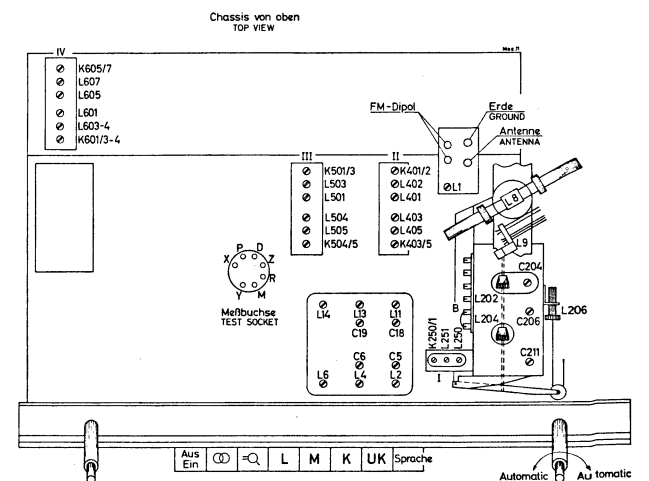 Chassis von oben
TOP VIEW
IV
K605/7
L607
L605
L601
L603-4
K601/3-4
FM-Dipol
Erde
GROUND
Antenne
ANTENNA
L1
III
K501/3
L503
L501
L504
L505
K504/5
II
K401/2
L402
L401
L403
L405
K403/5
L8
L9
P D
X Z
R
Y M
Meßbuchse
TEST SOCKET
C204
L202
B
L204
L206
C206
C211
L14 L13 L11
C19 C18
C6 C5
L6 L4 L2
K250/1
L251
L250
I
Aus
Ein
L M K UK Sprache
Automatic Automatic